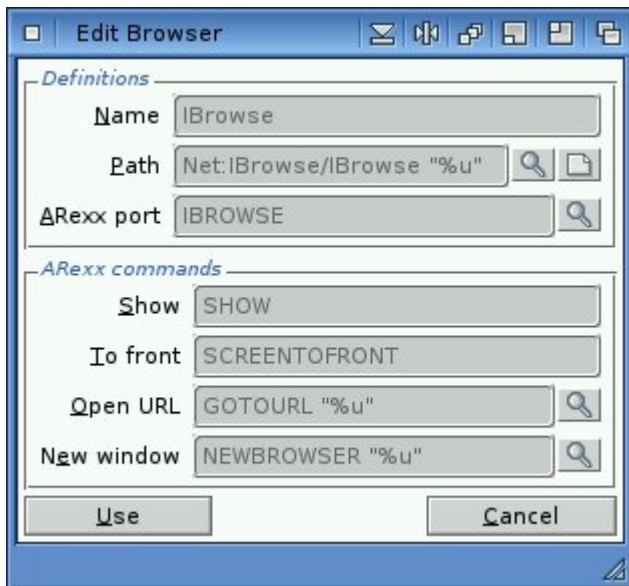 Edit Browser
Definitions
Name IBrowse
Path Net:IBrowse/IBrowse "%u"
ARexx port IBROWSE
ARexx commands
Show SHOW
To front SCREENTOFRONT
Open URL GOTOURL "%u"
New window NEWBROWSER "%u"
Use Cancel